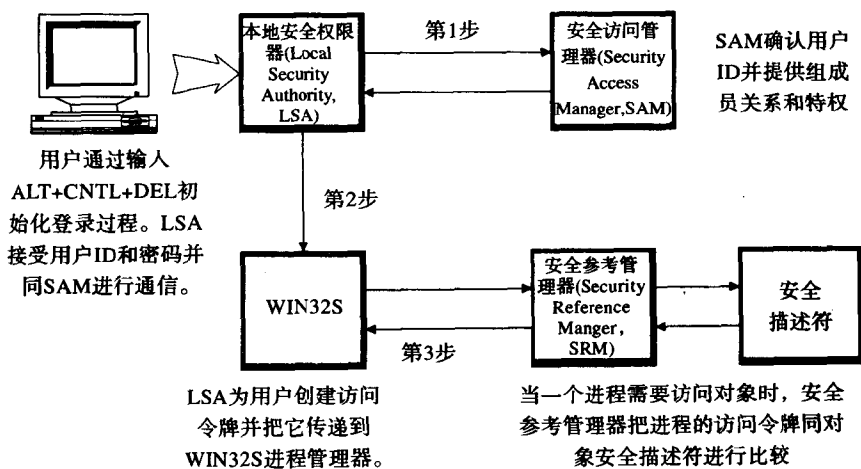 本地安全权限
器(Local
Security
Authority,
LSA)
第1步
安全访问管
理器(Security
Access
Manager,SAM)
SAM确认用户
ID并提供组成
员关系和特权
用户通过输入
ALT+CNTL+DEL初
始化登录过程。LSA
接受用户ID和密码并
同SAM进行通信。
第2步
WIN32S
第3步
安全参考管
理器(Security
Reference
Manger,
SRM)
安全
描述符
LSA为用户创建访问
令牌并把它传递到
WIN32S进程管理器。
当一个进程需要访问对象时，安全
参考管理器把进程的访问令牌同对
象安全描述符进行比较